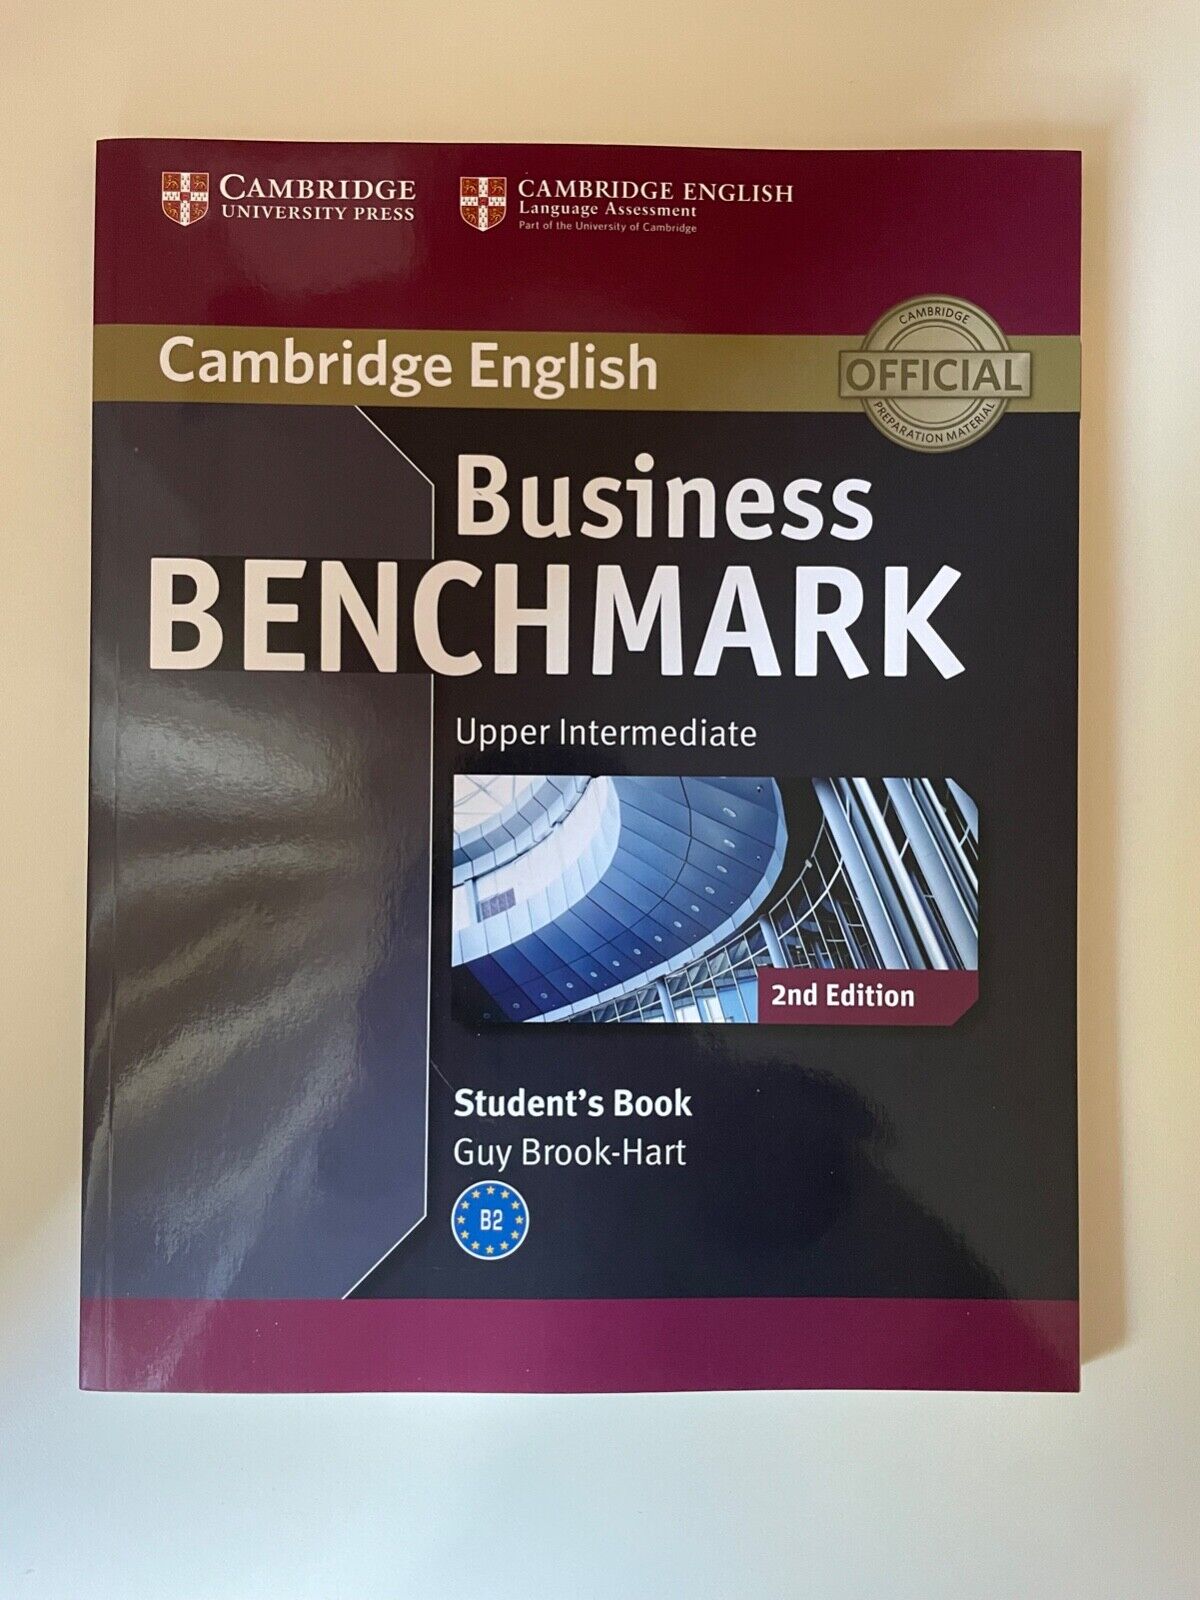 CAMBRIDGE
UNIVERSITY PRESS
CAMBRIDGE ENGLISH
Language Assessment
Part of the University of Cambridge
Cambridge English
CAMBRIDGE
OFFICIAL
PREPARATION MATERIAL
Business
BENCHMARK
Upper Intermediate
2nd Edition
Student's Book
Guy Brook-Hart
B2